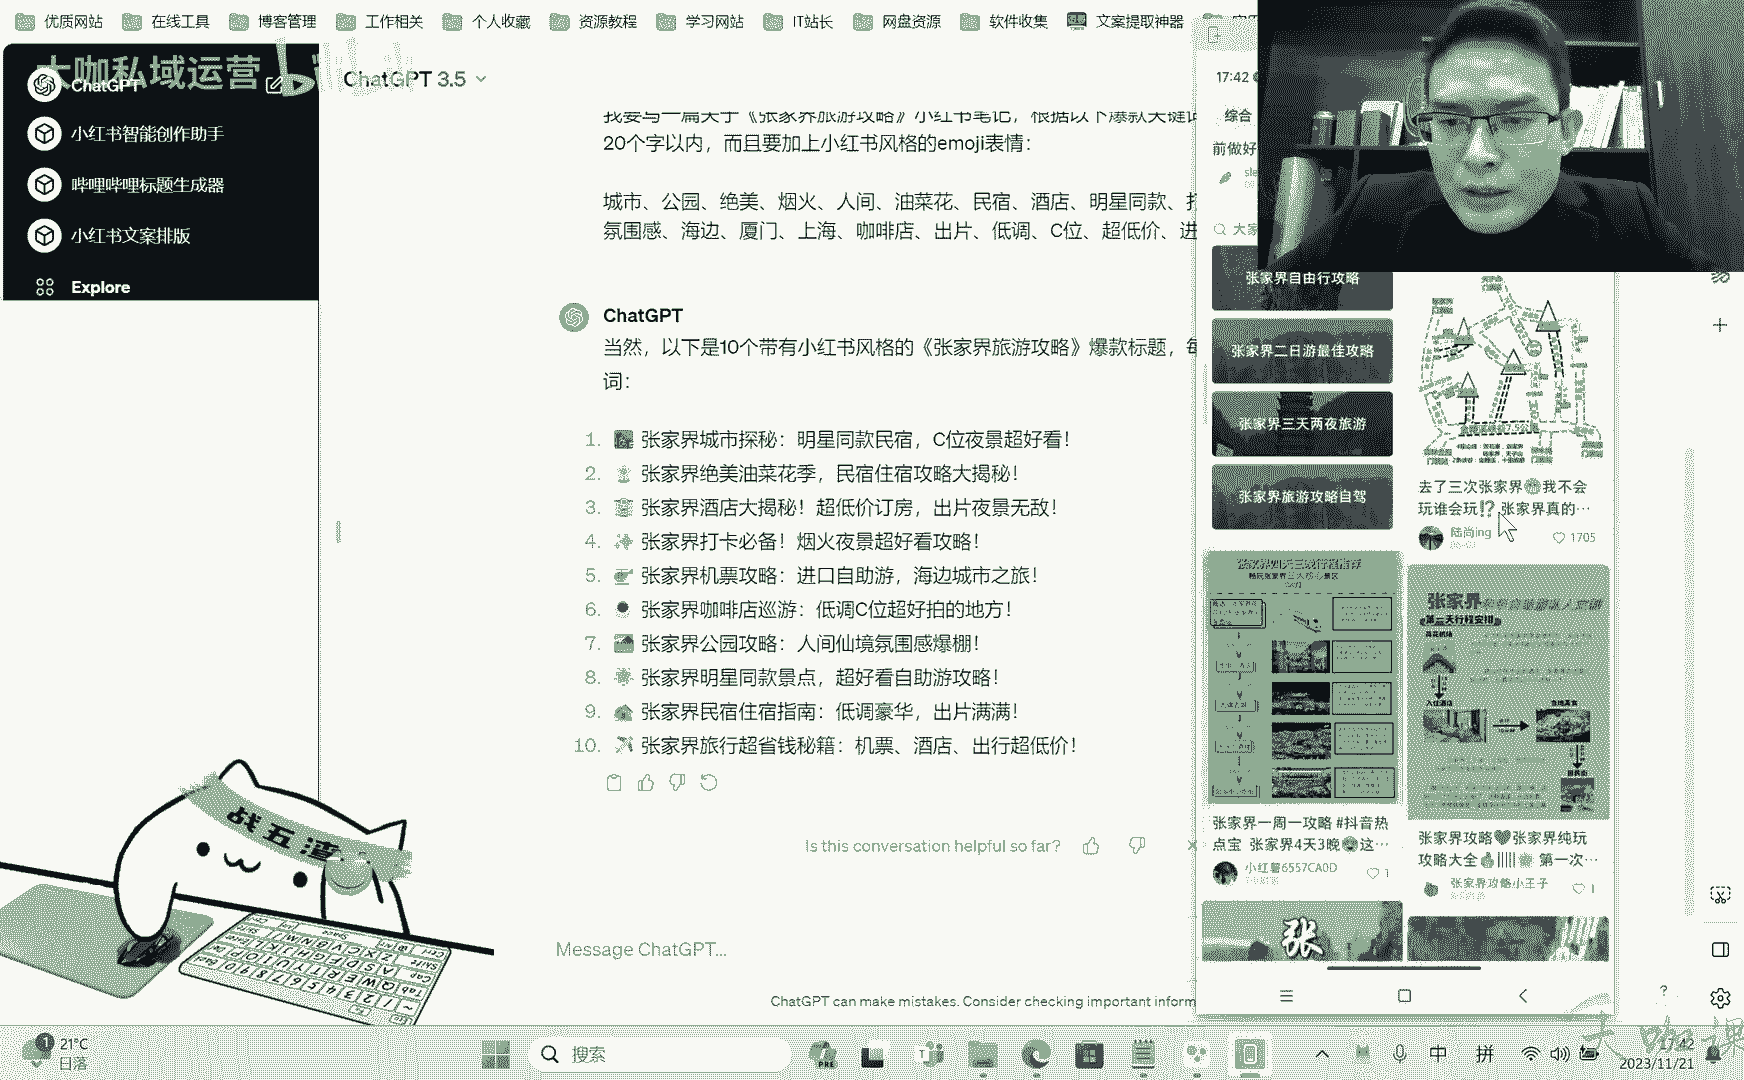 优质网站 在线工具 博客管理 工作相关 个人收藏 资源教程 学习网站 IT站长 网盘资源 软件收集 文案提取神器
大咖私域运营
ChatGPT
小红书智能创作助手
哔哩哔哩标题生成器
小红书文案排版
Explore
ChatGPT 3.5
我要写一篇关于《张家界旅游攻略》小红书笔记，根据以下爆款关键词
20个字以内，而且要加上小红书风格的emoji表情：
城市、公园、绝美、烟火、人间、油菜花、民宿、酒店、明星同款、
氛围感、海边、厦门、上海、咖啡店、出片、低调、C位、超低价、进
ChatGPT
当然，以下是10个带有小红书风格的《张家界旅游攻略》爆款标题，每
词：
1. 张家界城市探秘：明星同款民宿，C位夜景超好看！
2. 张家界绝美油菜花季，民宿住宿攻略大揭秘！
3. 张家界酒店大揭秘！超低价订房，出片夜景无敌！
4. 张家界打卡必备！烟火夜景超好看攻略！
5. 张家界机票攻略：进口自助游，海边城市之旅！
6. 张家界咖啡店巡游：低调C位超好拍的地方！
7. 张家界公园攻略：人间仙境氛围感爆棚！
8. 张家界明星同款景点，超好看自助游攻略！
9. 张家界民宿住宿指南：低调豪华，出片满满！
10. 张家界旅行超省钱秘籍：机票、酒店、出行超低价！
Is this conversation helpful so far?
Message ChatGPT...
ChatGPT can make mistakes. Consider checking important inform
17:42
综合
前做好
大家
张家界自由行攻略
张家界二日游最佳攻略
张家界三天两夜旅游
张家界旅游攻略自驾
去了三次张家界我不会
玩谁会玩⁉️张家界真的…
陆尚jing 1705
张家界四天三晚行程推荐
张家界
第三天行程安排
张家界一周一攻略 #抖音热
点宝 张家界4天3晚这…
小红薯6557CA0D 1
张家界攻略张家界纯玩
攻略大全 第一次…
张家界攻略小王子 1
张
战五渣
1
21°C
日落
搜索
PRE
中 拼
17:42
2023/11/21
大咖课